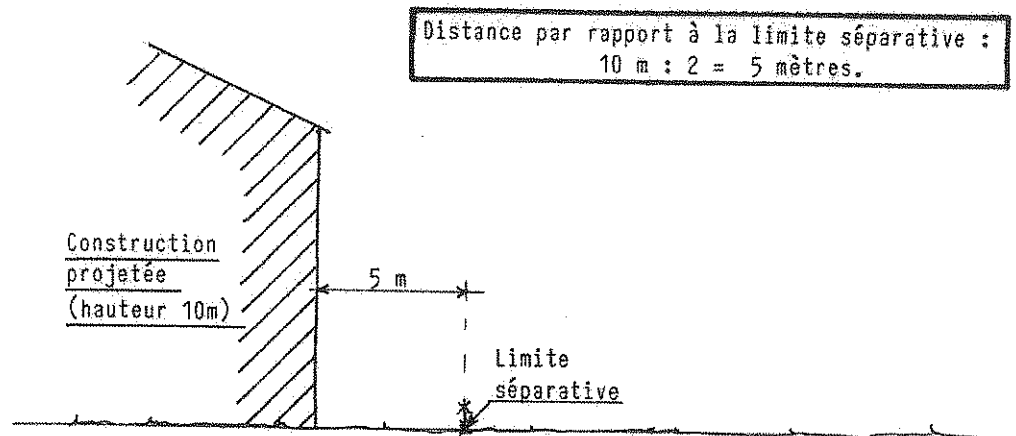 Distance par rapport à la limite séparative :
10 m : 2 = 5 mètres.
Construction
projetée
(hauteur 10m)
5 m
Limite
séparative